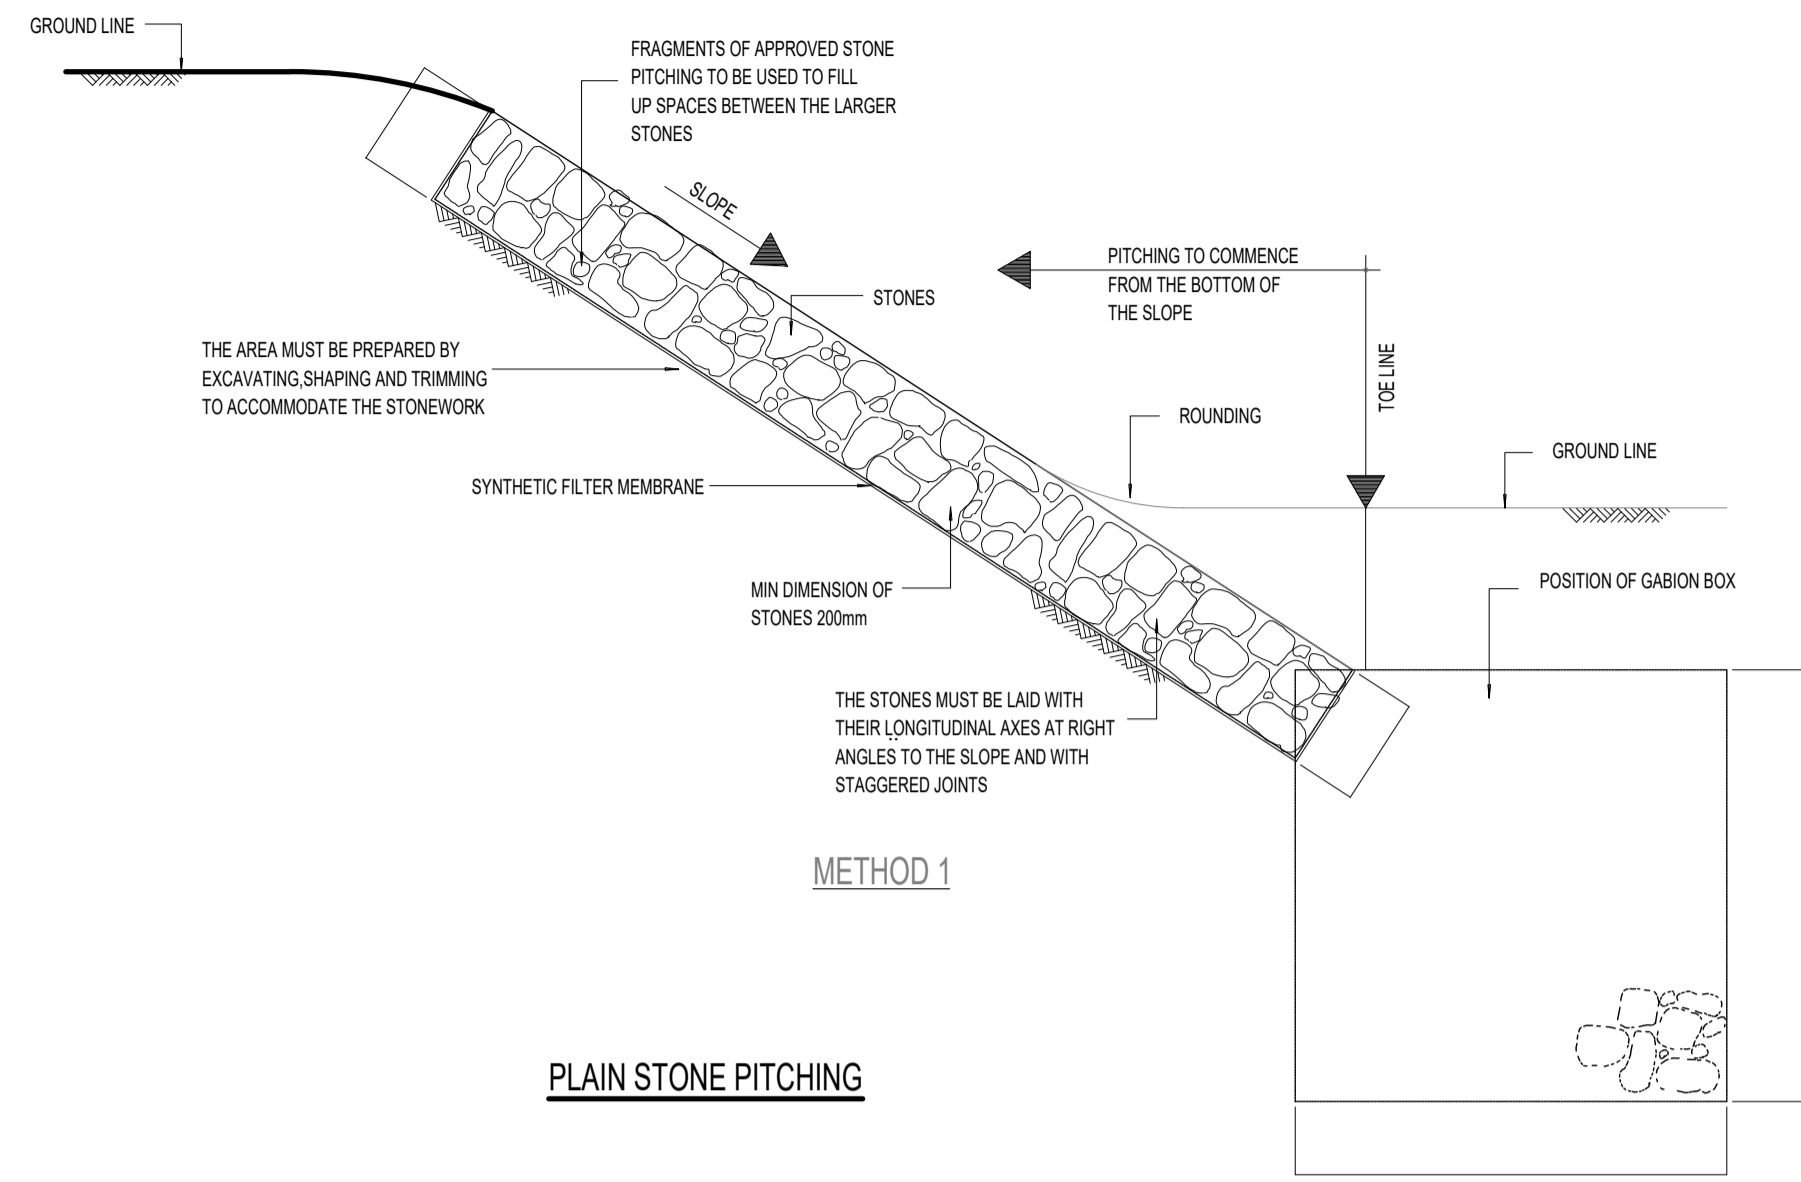 GROUND LINE
FRAGMENTS OF APPROVED STONE
PITCHING TO BE USED TO FILL
UP SPACES BETWEEN THE LARGER
STONES
SLOPE
PITCHING TO COMMENCE
FROM THE BOTTOM OF
THE SLOPE
STONES
THE AREA MUST BE PREPARED BY
EXCAVATING,SHAPING AND TRIMMING
TO ACCOMMODATE THE STONEWORK
TOE LINE
ROUNDING
GROUND LINE
SYNTHETIC FILTER MEMBRANE
MIN DIMENSION OF
STONES 200mm
POSITION OF GABION BOX
THE STONES MUST BE LAID WITH
THEIR LONGITUDINAL AXES AT RIGHT
ANGLES TO THE SLOPE AND WITH
STAGGERED JOINTS
METHOD 1
PLAIN STONE PITCHING